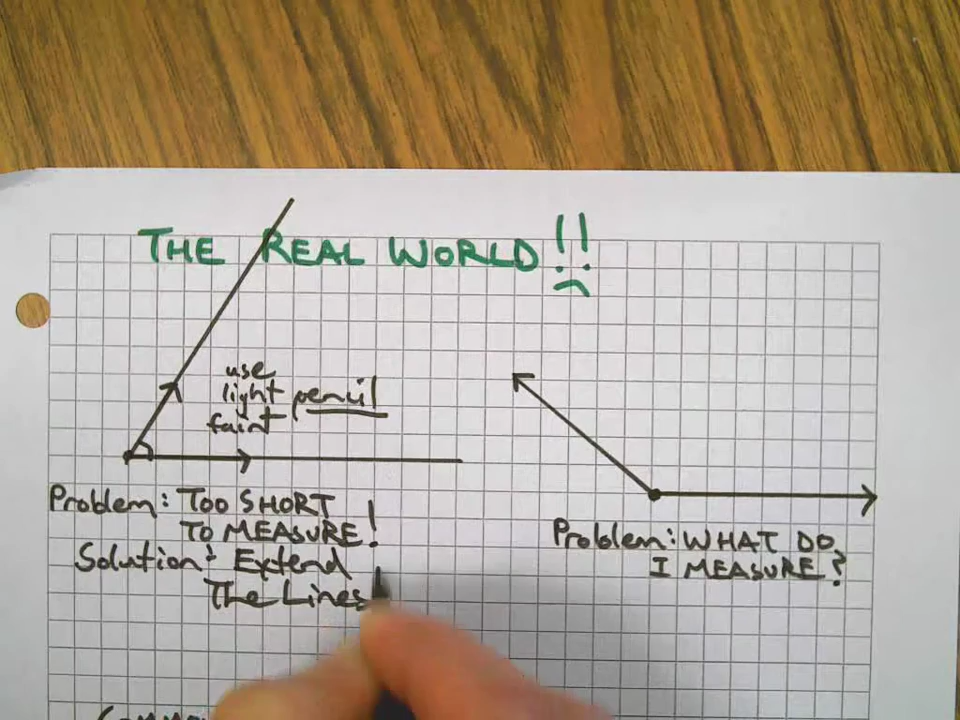 THE REAL WORLD!!
use
light pencil
faint
Problem: TOO SHORT
TO MEASURE!
Solution: Extend
The Lines
Problem: WHAT DO
I MEASURE?